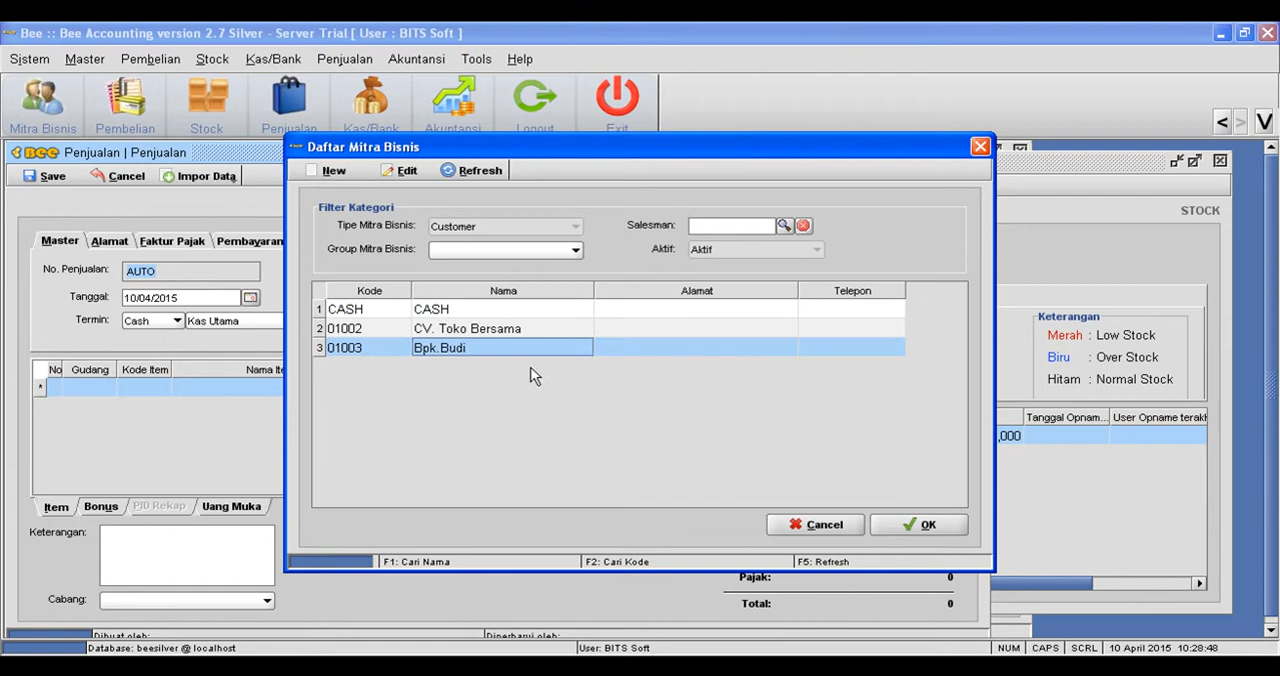 Bee :: Bee Accounting version 2.7 Silver - Server Trial [ User : BITS Soft ]
Sistem Master Pembelian Stock Kas/Bank Penjualan Akuntansi Tools Help
Mitra Bisnis Pembelian Stock Penjualan Kas/Bank Akuntansi Logout Exit
BEE Penjualan | Penjualan
Save Cancel Impor Data
Master Alamat Faktur Pajak Pembayaran
No. Penjualan: AUTO
Tanggal: 10/04/2015
Termin: Cash Kas Utama
No Gudang Kode Item Nama Ite
*
Item Bonus PID Rekap Uang Muka
Keterangan:
Cabang:
Daftar Mitra Bisnis
New Edit Refresh
Filter Kategori
Tipe Mitra Bisnis: Customer Salesman:
Group Mitra Bisnis: Aktif: Aktif
Kode Nama Alamat Telepon
1 CASH CASH
2 01002 CV. Toko Bersama
3 01003 Bpk.Budi
Cancel OK
F1: Cari Nama F2: Cari Kode F5: Refresh
Pajak: 0
Total: 0
STOCK
Keterangan
Merah : Low Stock
Biru : Over Stock
Hitam : Normal Stock
Tanggal Opnam... User Opname terakh
,000
Dibuat oleh: Diperbarui oleh:
Database: beesilver @ localhost User: BITS Soft NUM CAPS SCRL 10 April 2015 10:28:48